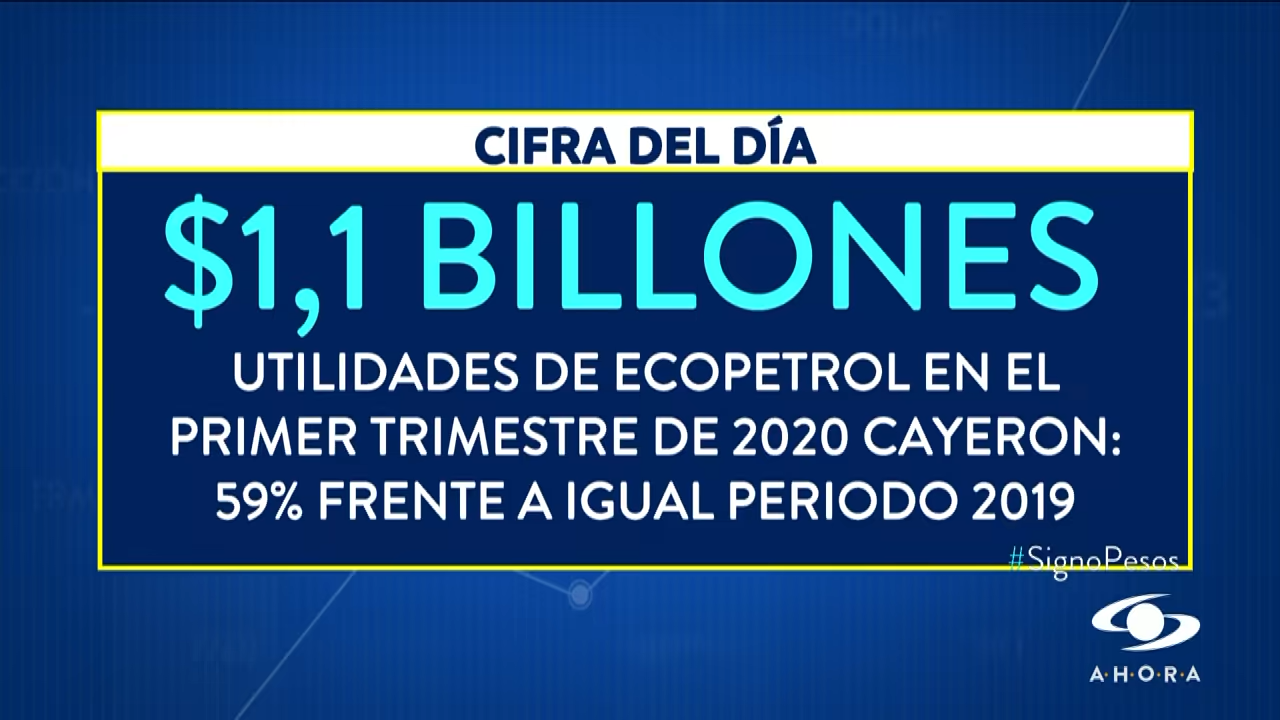 CIFRA DEL DÍA
$1,1 BILLONES
UTILIDADES DE ECOPETROL EN EL
PRIMER TRIMESTRE DE 2020 CAYERON:
59% FRENTE A IGUAL PERIODO 2019
#SignoPesos
A·H·O·R·A